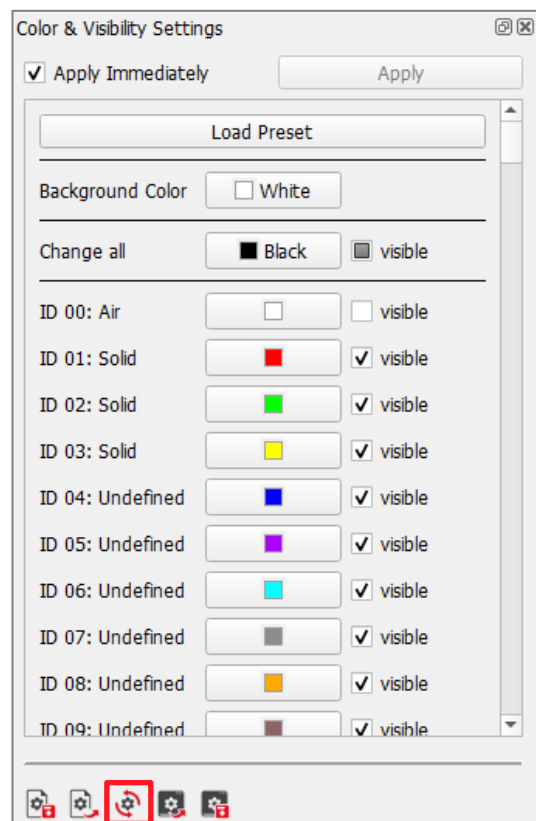 Color & Visibility Settings
Apply Immediately Apply
Load Preset
Background Color White
Change all Black visible
ID 00: Air visible
ID 01: Solid visible
ID 02: Solid visible
ID 03: Solid visible
ID 04: Undefined visible
ID 05: Undefined visible
ID 06: Undefined visible
ID 07: Undefined visible
ID 08: Undefined visible
ID 09: Undefined visible